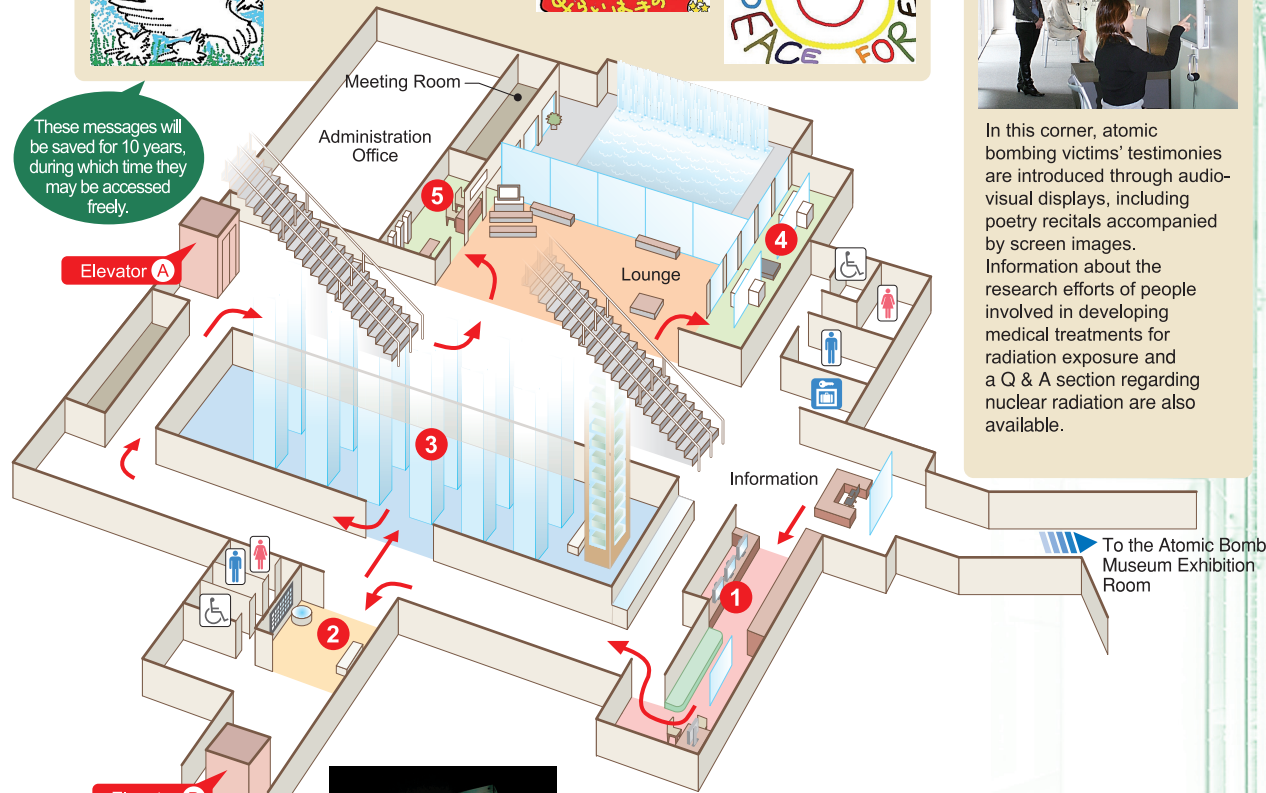 PEACE FOR
Meeting Room
Administration
Office
These messages will
be saved for 10 years,
during which time they
may be accessed
freely.
Elevator A
5
4
Lounge
3
Information
In this corner, atomic
bombing victims’ testimonies
are introduced through audio-
visual displays, including
poetry recitals accompanied
by screen images.
Information about the
research efforts of people
involved in developing
medical treatments for
radiation exposure and
a Q & A section regarding
nuclear radiation are also
available.
To the Atomic Bomb
Museum Exhibition
Room
1
2